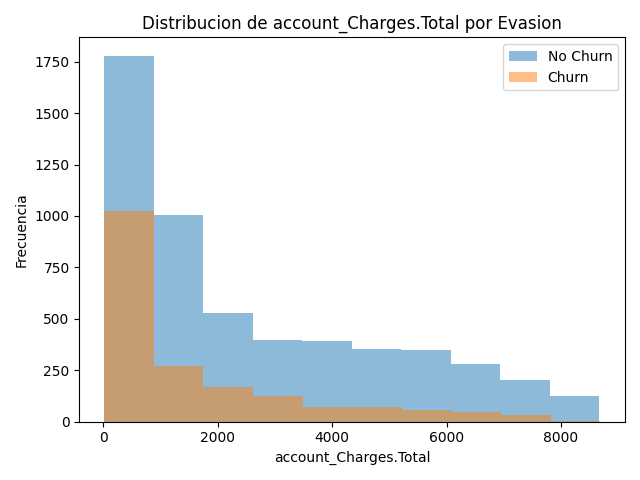 Distribucion de account_Charges.Total por Evasion
No Churn
Churn
Frecuencia
1750
1500
1250
1000
750
500
250
0
0 2000 4000 6000 8000
account_Charges.Total